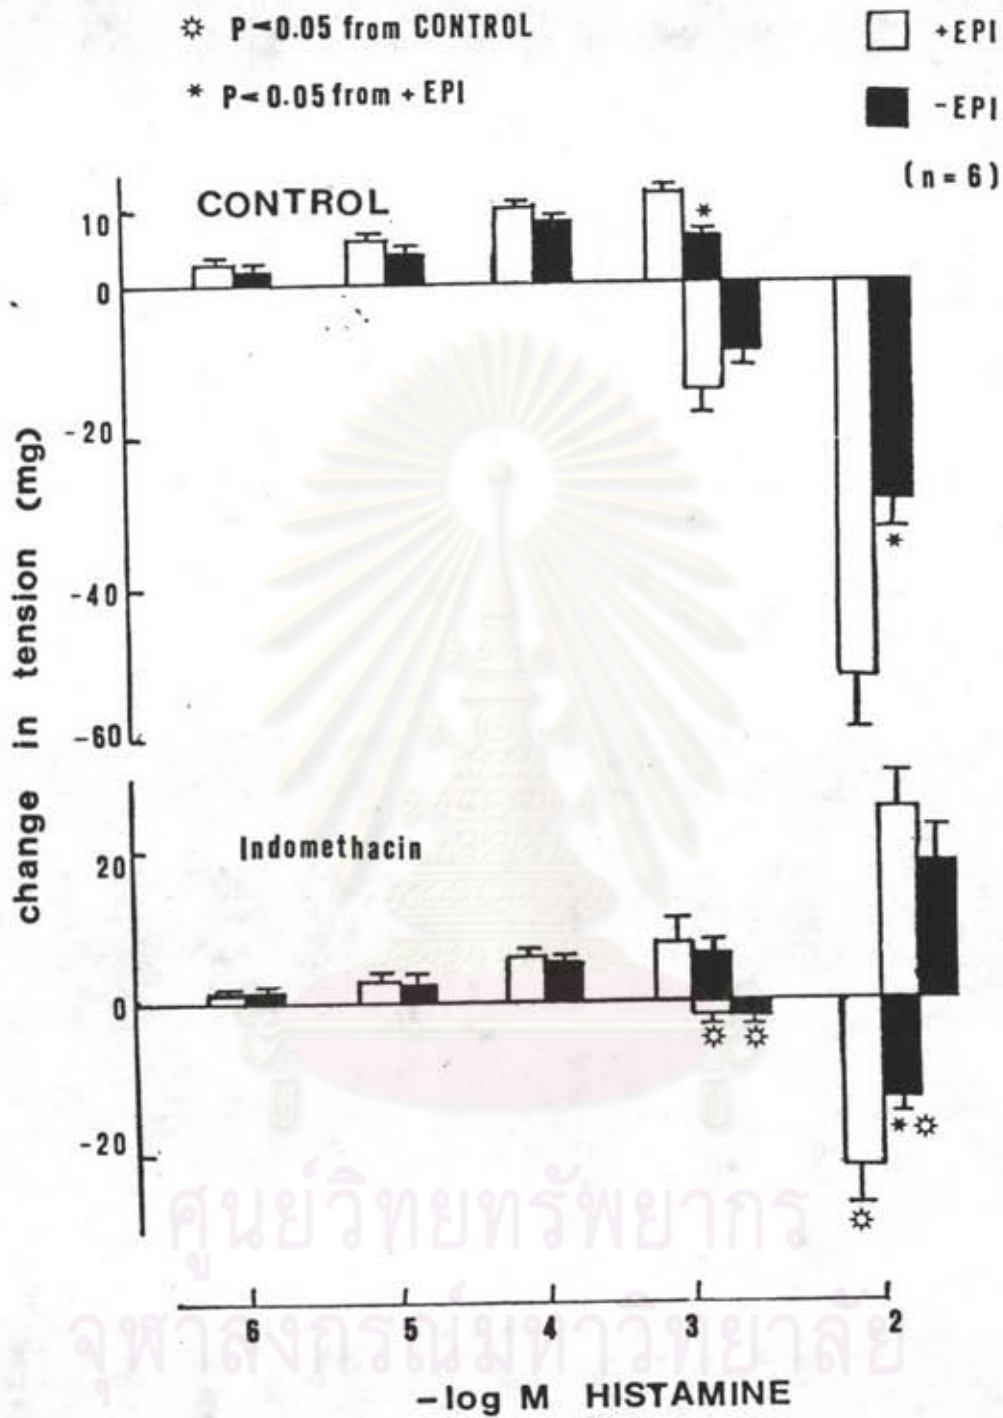 ☼ P<0.05 from CONTROL
* P<0.05 from + EPI
+EPI
-EPI
(n=6)
CONTROL
10
0
-20
-40
-60
*
*
change in tension (mg)
Indomethacin
20
0
-20
☼ ☼
*☼
☼
ศูนย์วิทยทรัพยากร
จุฬาลงกรณ์มหาวิทยาลัย
6 5 4 3 2
-log M HISTAMINE